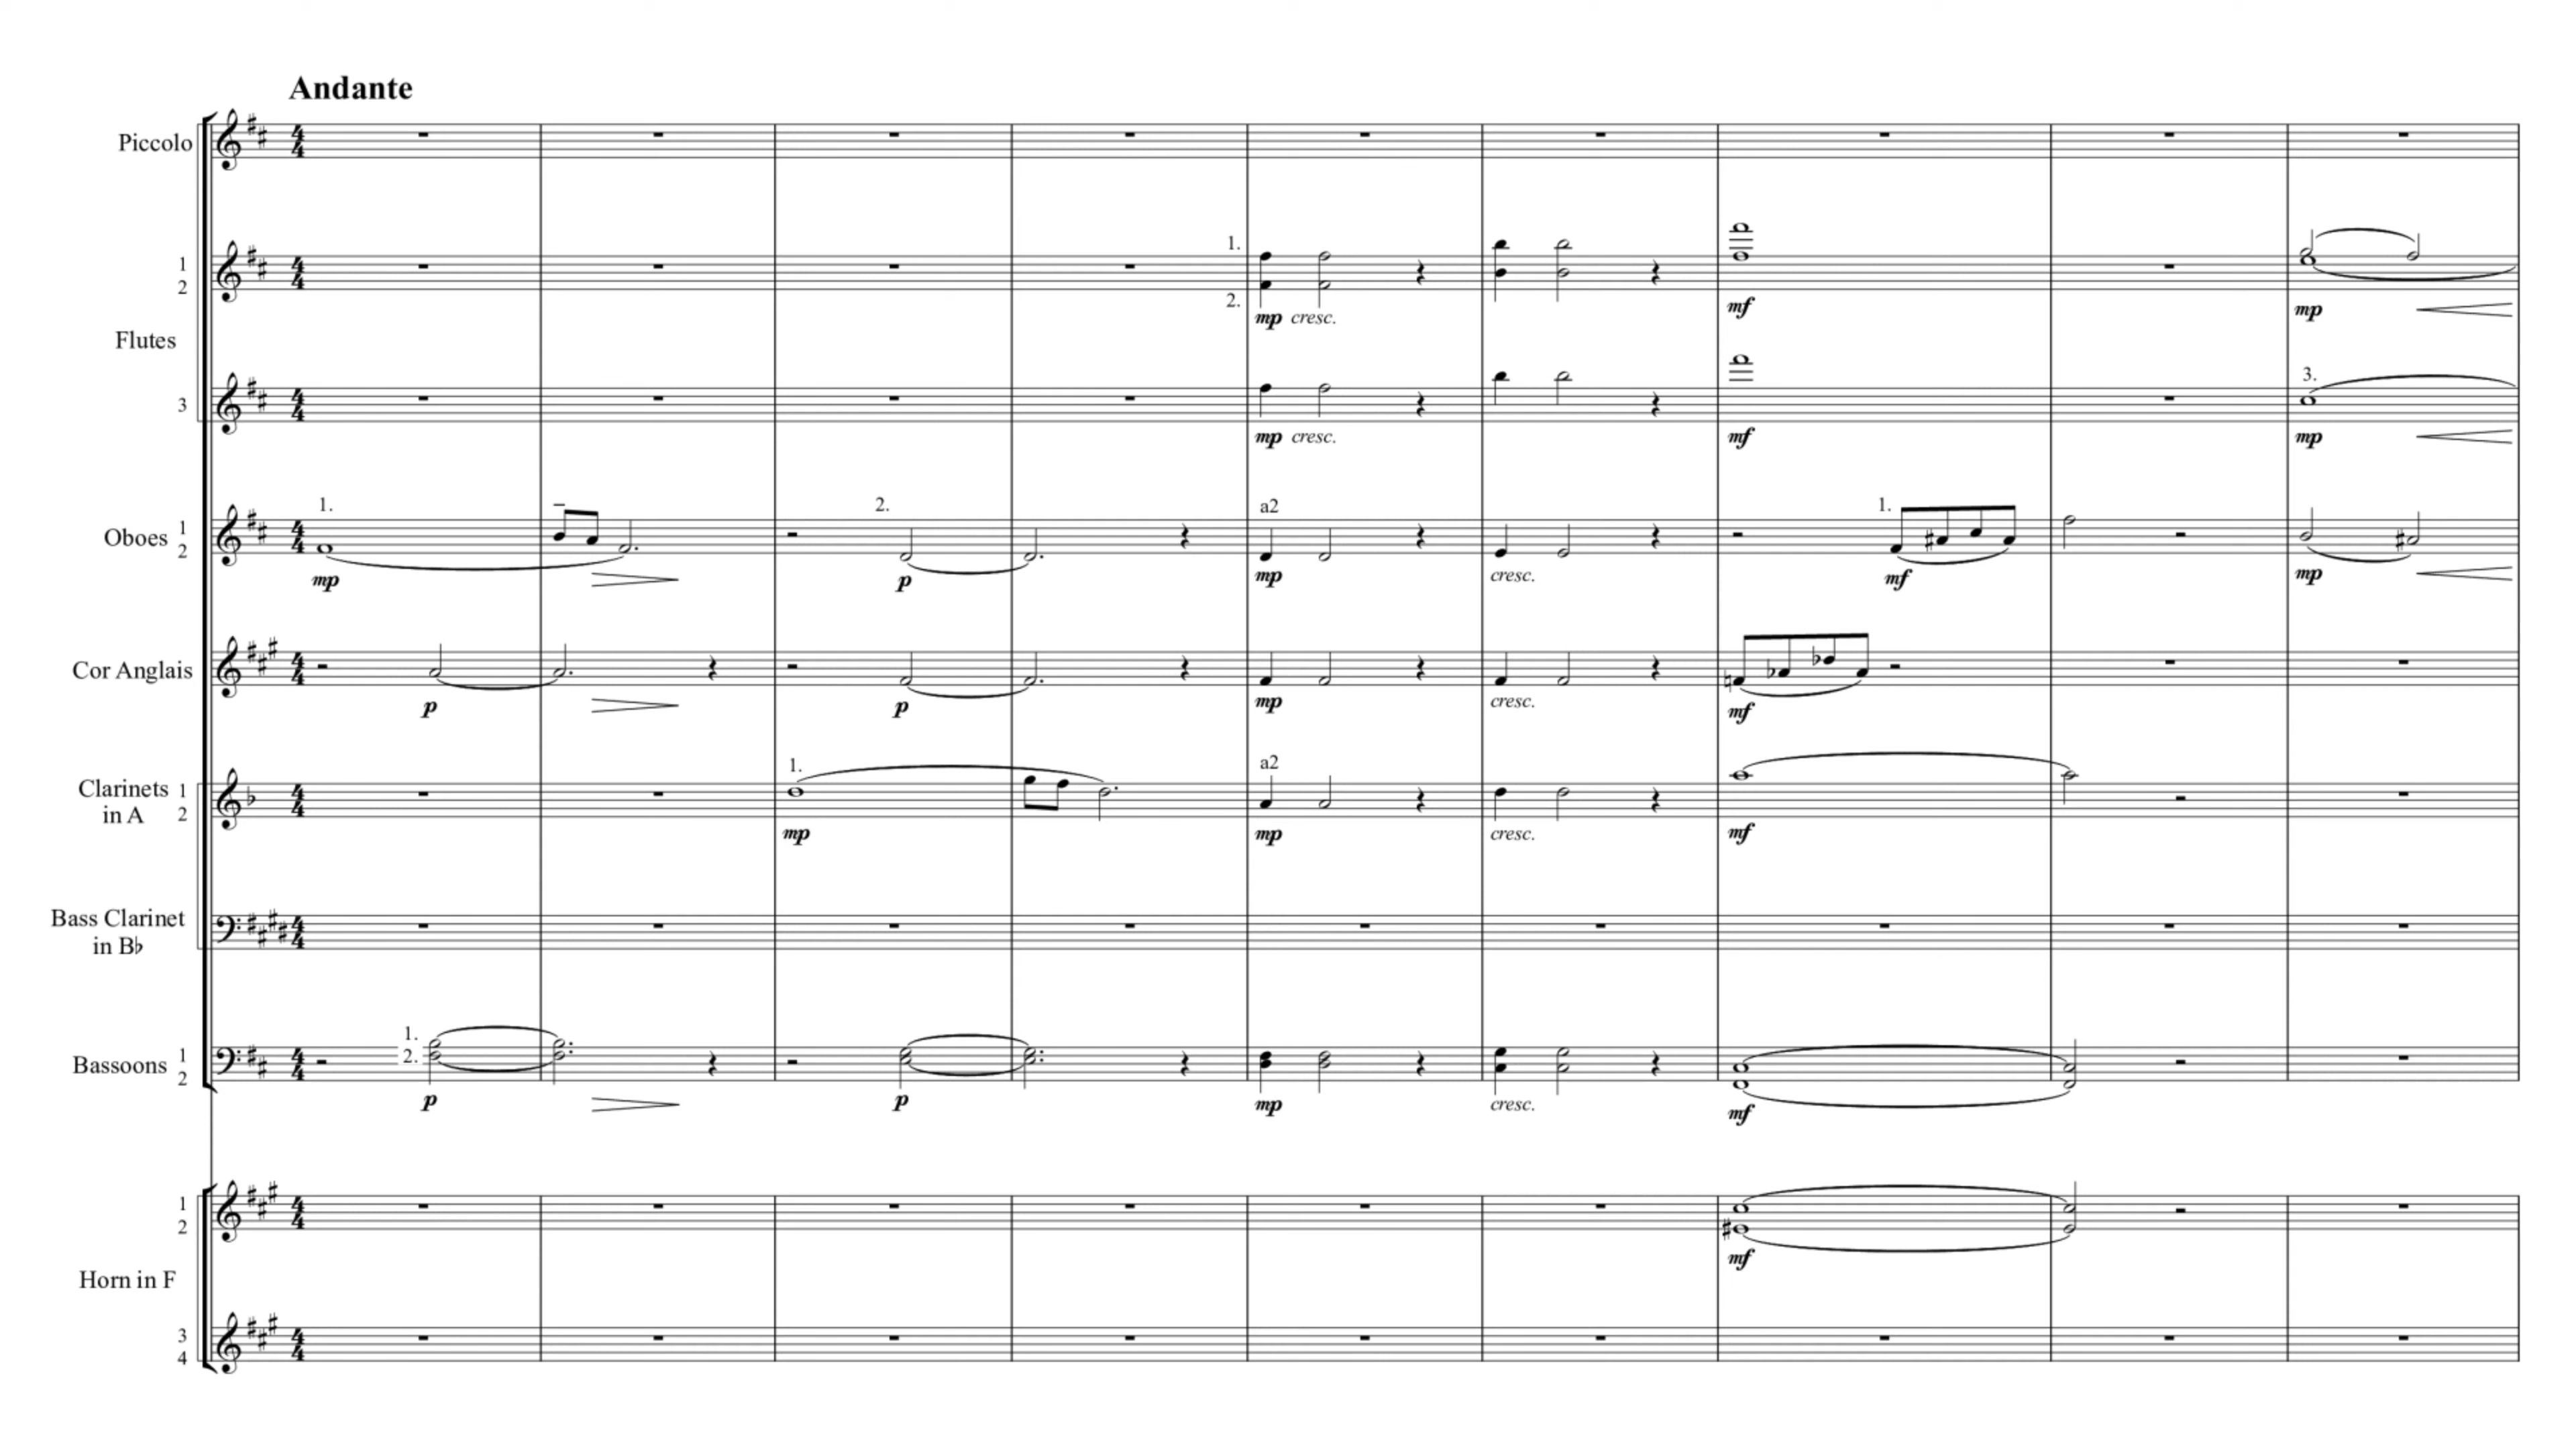 Andante
Piccolo
1.
1
2
2.
mp cresc.
mf
mp
Flutes
3.
3
mp cresc.
mf
mp
1.
2.
a2
1.
Oboes 1
2
mp
p
mp
cresc.
mf
mp
Cor Anglais
p
p
mp
cresc.
mf
1.
a2
Clarinets 1
in A 2
mp
mp
cresc.
mf
Bass Clarinet
in B♭
1.
2.
Bassoons 1
2
p
p
mp
cresc.
mf
1
2
mf
Horn in F
3
4